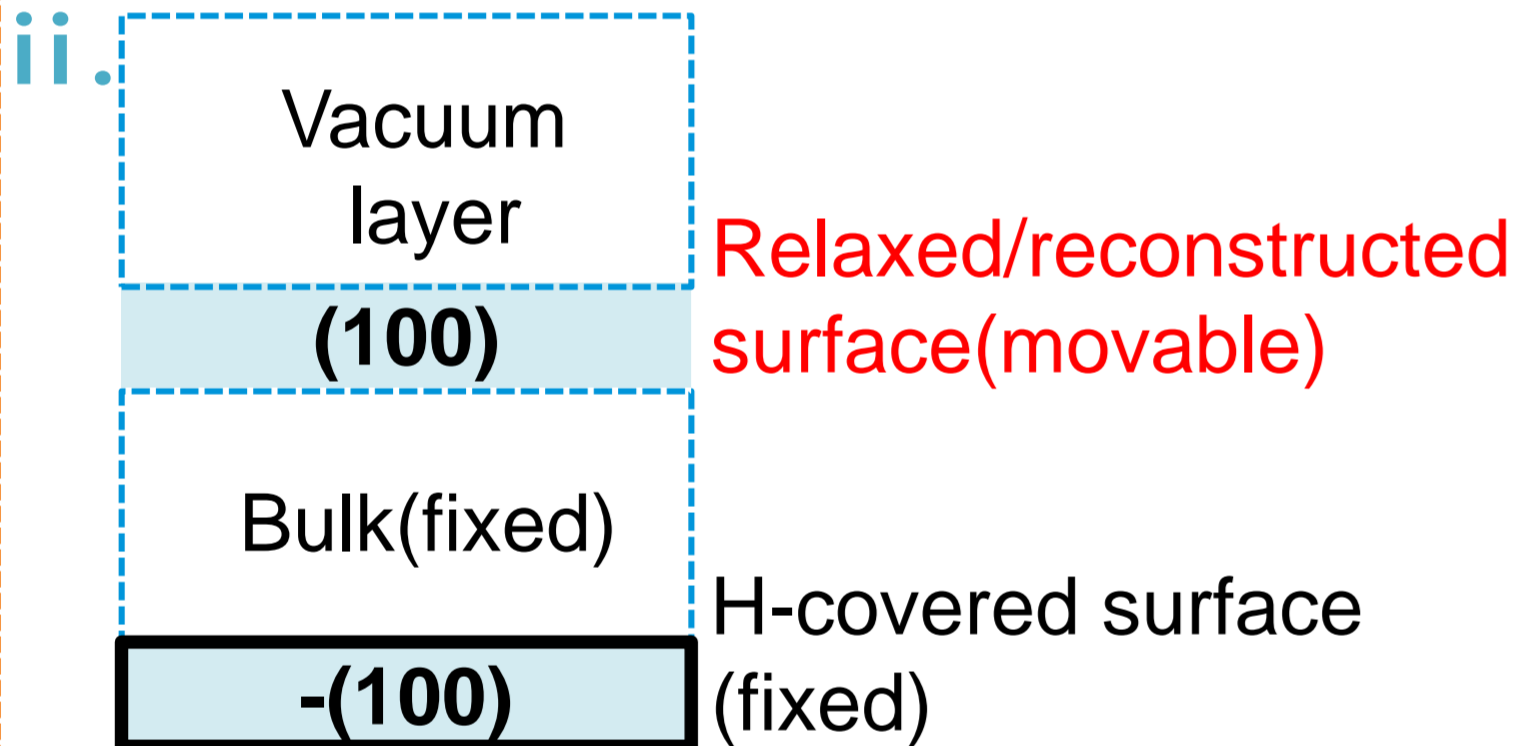 ii.
Vacuum
layer
(100)
Relaxed/reconstructed
surface(movable)
Bulk(fixed)
-(100)
H-covered surface
(fixed)